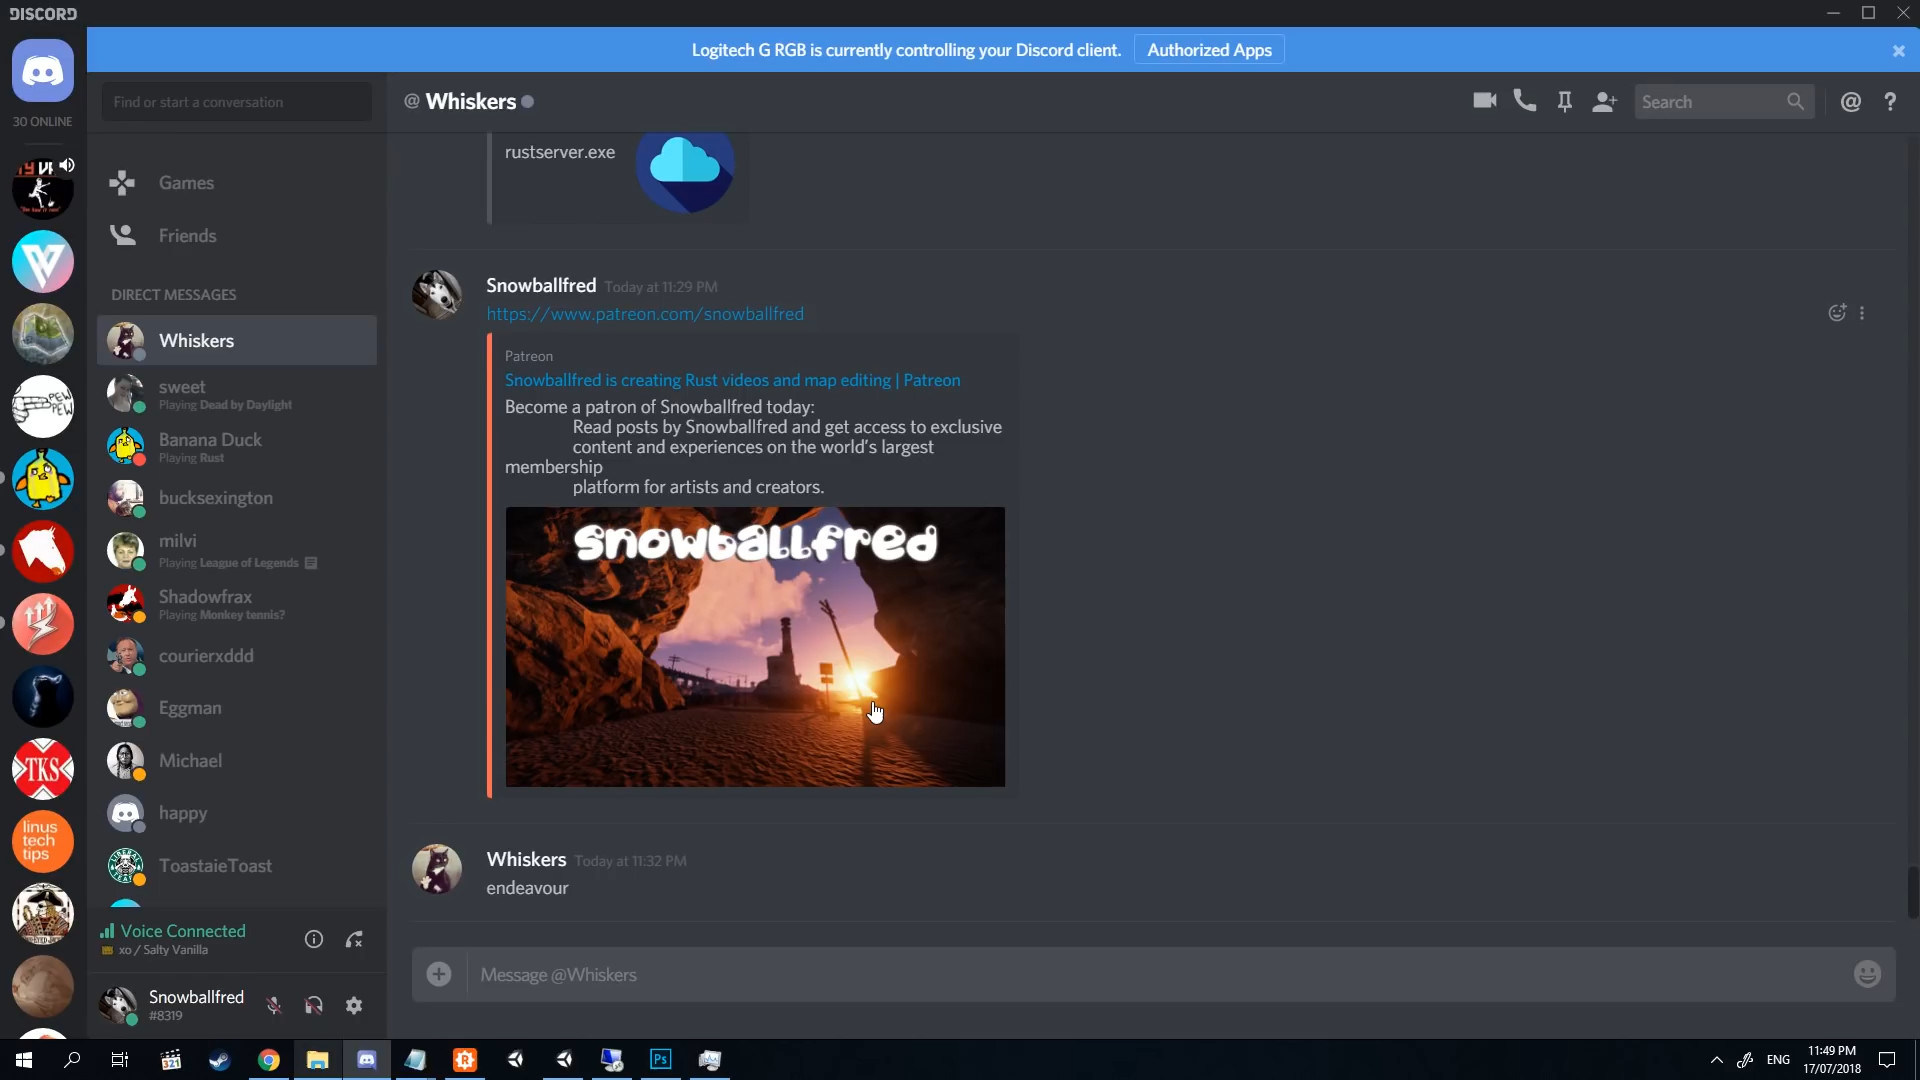 DISCORD
Logitech G RGB is currently controlling your Discord client.
Authorized Apps
Find or start a conversation
@ Whiskers
Search
30 ONLINE
Games
Friends
DIRECT MESSAGES
Whiskers
sweet
Playing Dead by Daylight
Banana Duck
Playing Rust
bucksexington
milvi
Playing League of Legends
Shadowfrax
Playing Monkey tennis?
courierxddd
Eggman
Michael
happy
ToastaieToast
PEW
PEW
TKS
linus
tech
tips
Voice Connected
xo / Salty Vanilla
Snowballfred
#8319
rustserver.exe
Snowballfred Today at 11:29 PM
https://www.patreon.com/snowballfred
Patreon
Snowballfred is creating Rust videos and map editing | Patreon
Become a patron of Snowballfred today:
Read posts by Snowballfred and get access to exclusive
content and experiences on the world's largest
membership
platform for artists and creators.
snowballfred
Whiskers Today at 11:32 PM
endeavour
Message @Whiskers
321
Ps
ENG
11:49 PM
17/07/2018